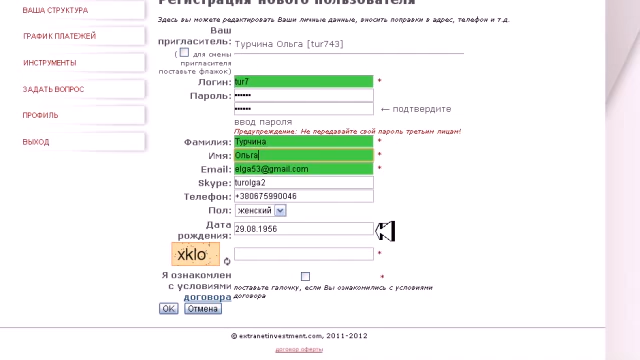 Регистрация нового пользователя
ВАША СТРУКТУРА
ГРАФИК ПЛАТЕЖЕЙ
ИНСТРУМЕНТЫ
ЗАДАТЬ ВОПРОС
ПРОФИЛЬ
ВЫХОД
Здесь вы можете редактировать Ваши личные данные, вносить поправки в адрес, телефон и т.д.
Ваш
пригласитель: Турчина Ольга [tur743]
( для смены
пригласителя
поставьте флажок)
Логин: tur7 *
Пароль: ••••••
•••••• ← подтвердите
ввод пароля
Предупреждение: Не передавайте свой пароль третьим лицам!
Фамилия: Турчина *
Имя: Ольга *
Email: elga53@gmail.com *
Skype: turolga2
Телефон: +380675990046
Пол: женский
Дата
рождения: 29.08.1956
xklo *
Я ознакомлен
с условиями
договора
*
поставьте галочку, если Вы ознакомились с условиями
договора
OK Отмена
© extranetinvestment.com, 2011-2012
договор оферты